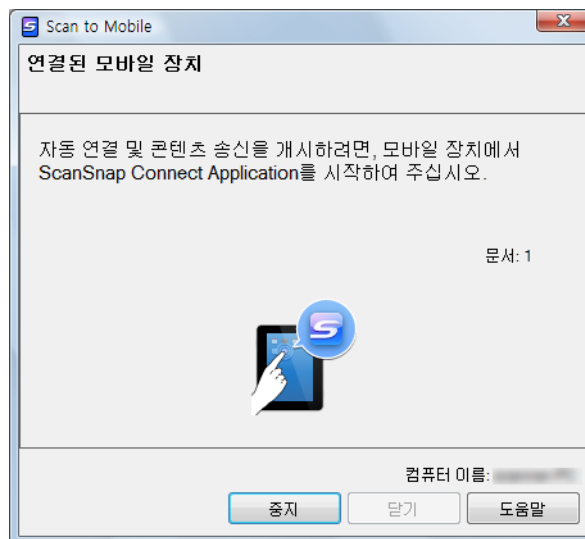 Scan to Mobile
연결된 모바일 장치
자동 연결 및 콘텐츠 송신을 개시하려면, 모바일 장치에서
ScanSnap Connect Application를 시작하여 주십시오.
문서: 1
컴퓨터 이름:
중지
닫기
도움말